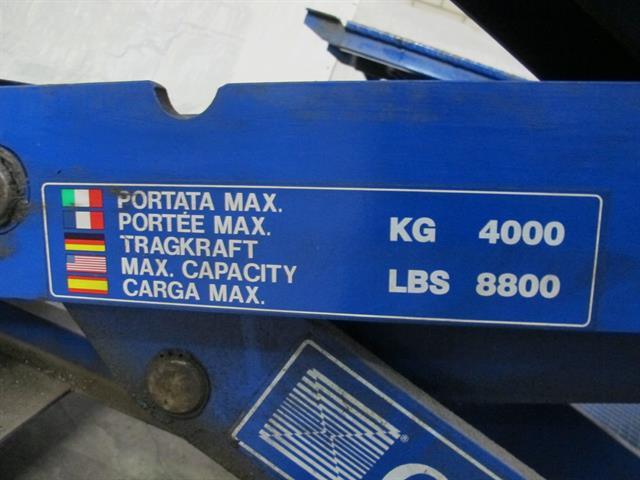 PORTATA MAX.
PORTÉE MAX.
TRAGKRAFT
MAX. CAPACITY
CARGA MAX.
KG 4000
LBS 8800
®